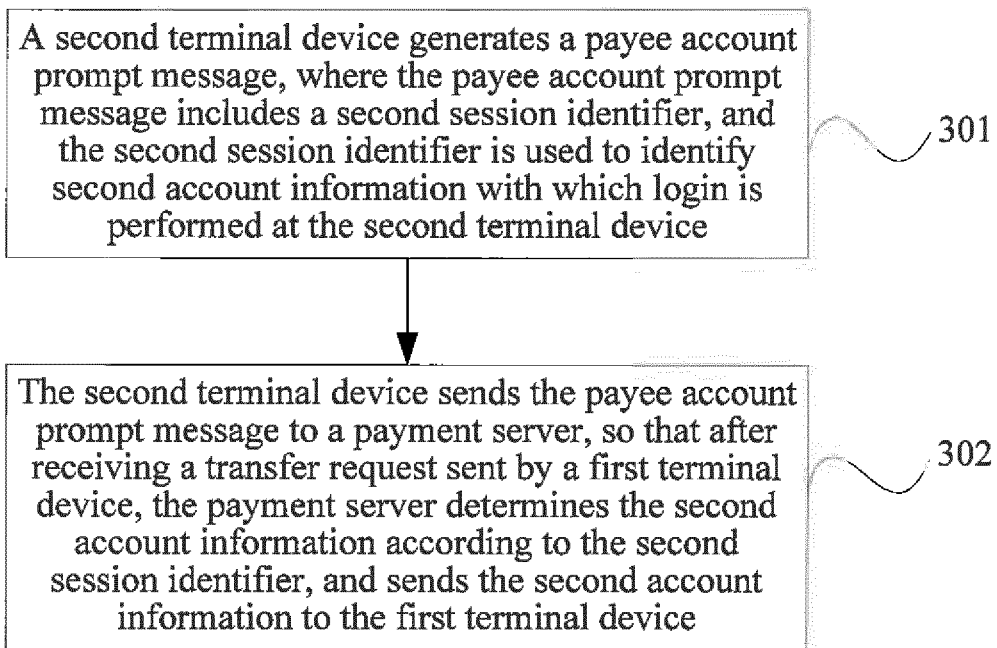 A second terminal device generates a payee account
prompt message, where the payee account prompt
message includes a second session identifier, and
the second session identifier is used to identify
second account information with which login is
performed at the second terminal device
301
The second terminal device sends the payee account
prompt message to a payment server, so that after
receiving a transfer request sent by a first terminal
device, the payment server determines the second
account information according to the second
session identifier, and sends the second account
information to the first terminal device
302